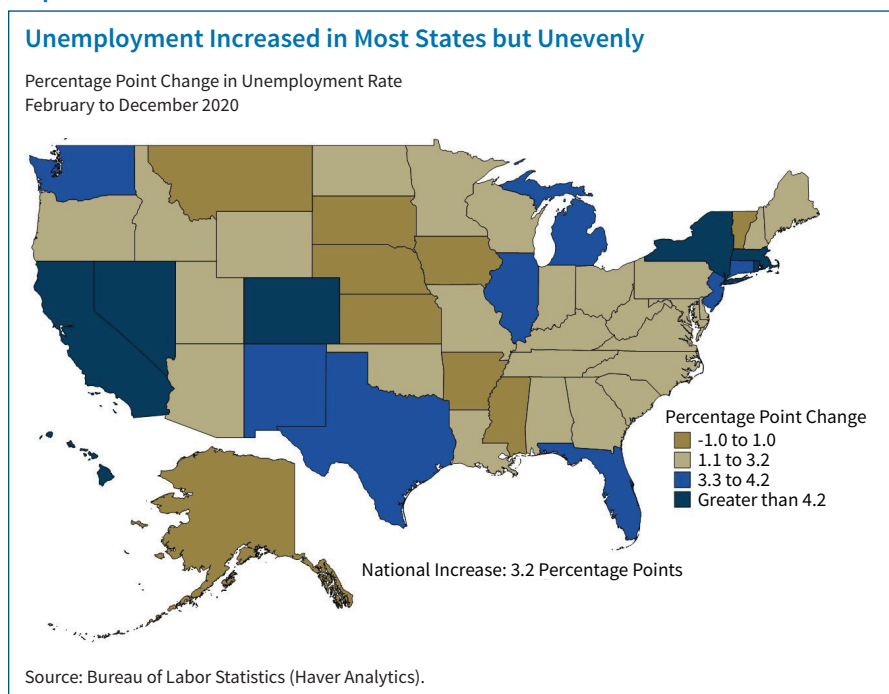 Unemployment Increased in Most States but Unevenly
Percentage Point Change in Unemployment Rate
February to December 2020
Percentage Point Change
-1.0 to 1.0
1.1 to 3.2
3.3 to 4.2
Greater than 4.2
National Increase: 3.2 Percentage Points
Source: Bureau of Labor Statistics (Haver Analytics).